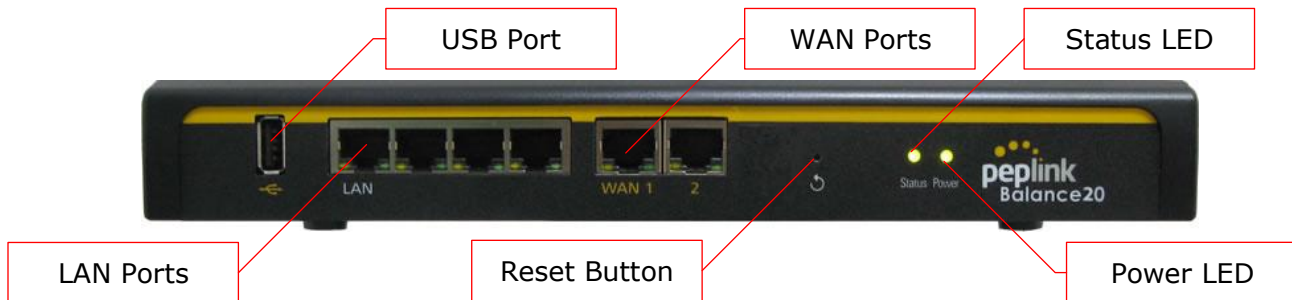 USB Port
WAN Ports
Status LED
LAN
WAN 1
2
Status Power
peplink
Balance20
LAN Ports
Reset Button
Power LED